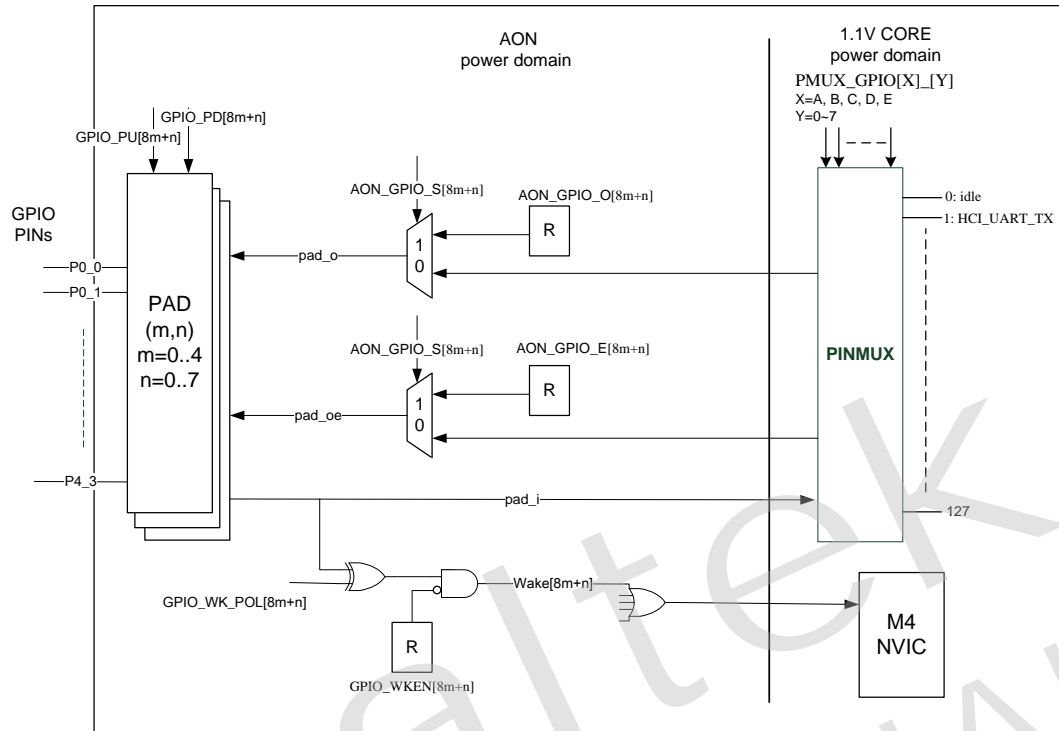 AON
power domain
1.1V CORE
power domain
PMUX_GPIO[X]_[Y]
X=A, B, C, D, E
Y=0~7
GPIO_PD[8m+n]
GPIO_PU[8m+n]
AON_GPIO_S[8m+n]
AON_GPIO_O[8m+n]
R
0: idle
1: HCI_UART_TX
GPIO
PINs
1
0
pad_o
P0_0
P0_1
PAD
(m,n)
m=0..4
n=0..7
AON_GPIO_S[8m+n]
AON_GPIO_E[8m+n]
R
PINMUX
1
0
pad_oe
P4_3
pad_i
127
GPIO_WK_POL[8m+n]
Wake[8m+n]
M4
NVIC
R
GPIO_WKEN[8m+n]
altek